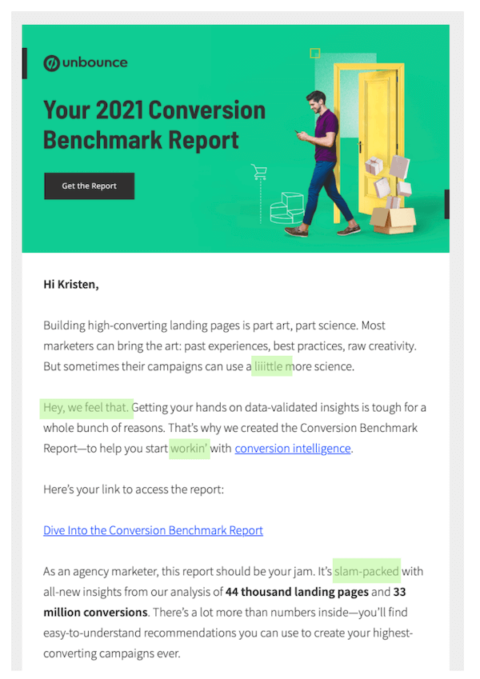 unbounce
Your 2021 Conversion
Benchmark Report
Get the Report
Hi Kristen,
Building high-converting landing pages is part art, part science. Most
marketers can bring the art: past experiences, best practices, raw creativity.
But sometimes their campaigns can use a liiittle more science.
Hey, we feel that. Getting your hands on data-validated insights is tough for a
whole bunch of reasons. That’s why we created the Conversion Benchmark
Report—to help you start workin’ with conversion intelligence.
Here’s your link to access the report:
Dive Into the Conversion Benchmark Report
As an agency marketer, this report should be your jam. It’s slam-packed with
all-new insights from our analysis of 44 thousand landing pages and 33
million conversions. There’s a lot more than numbers inside—you’ll find
easy-to-understand recommendations you can use to create your highest-
converting campaigns ever.